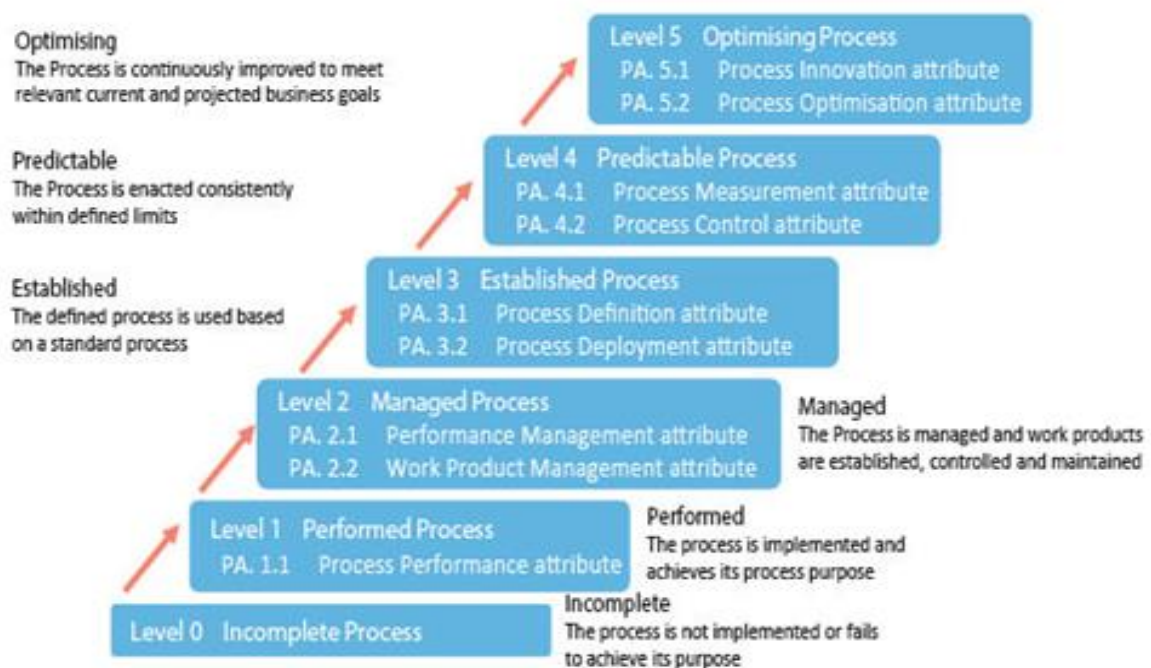 Optimising
The Process is continuously improved to meet
relevant current and projected business goals
Level 5 Optimising Process
PA. 5.1 Process Innovation attribute
PA. 5.2 Process Optimisation attribute
Predictable
The Process is enacted consistently
within defined limits
Level 4 Predictable Process
PA. 4.1 Process Measurement attribute
PA. 4.2 Process Control attribute
Established
The defined process is used based
on a standard process
Level 3 Established Process
PA. 3.1 Process Definition attribute
PA. 3.2 Process Deployment attribute
Level 2 Managed Process
PA. 2.1 Performance Management attribute
PA. 2.2 Work Product Management attribute
Managed
The Process is managed and work products
are established, controlled and maintained
Level 1 Performed Process
PA. 1.1 Process Performance attribute
Performed
The process is implemented and
achieves its process purpose
Level 0 Incomplete Process
Incomplete
The process is not implemented or fails
to achieve its purpose